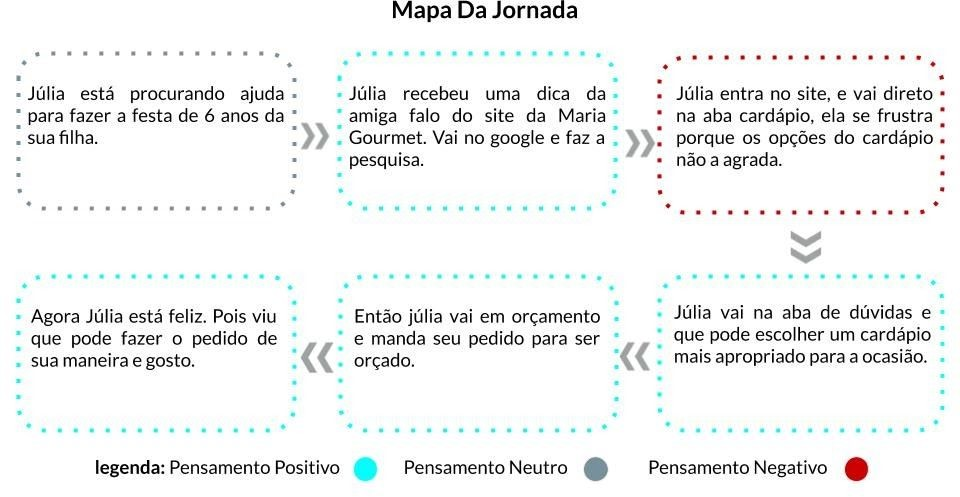 Mapa Da Jornada
Júlia está procurando ajuda
para fazer a festa de 6 anos da
sua filha.
Júlia recebeu uma dica da
amiga falo do site da Maria
Gourmet. Vai no google e faz a
pesquisa.
Júlia entra no site, e vai direto
na aba cardápio, ela se frustra
porque os opções do cardápio
não a agrada.
Júlia vai na aba de dúvidas e
que pode escolher um cardápio
mais apropriado para a ocasião.
Então júlia vai em orçamento
e manda seu pedido para ser
orçado.
Agora Júlia está feliz. Pois viu
que pode fazer o pedido de
sua maneira e gosto.
legenda: Pensamento Positivo Pensamento Neutro Pensamento Negativo